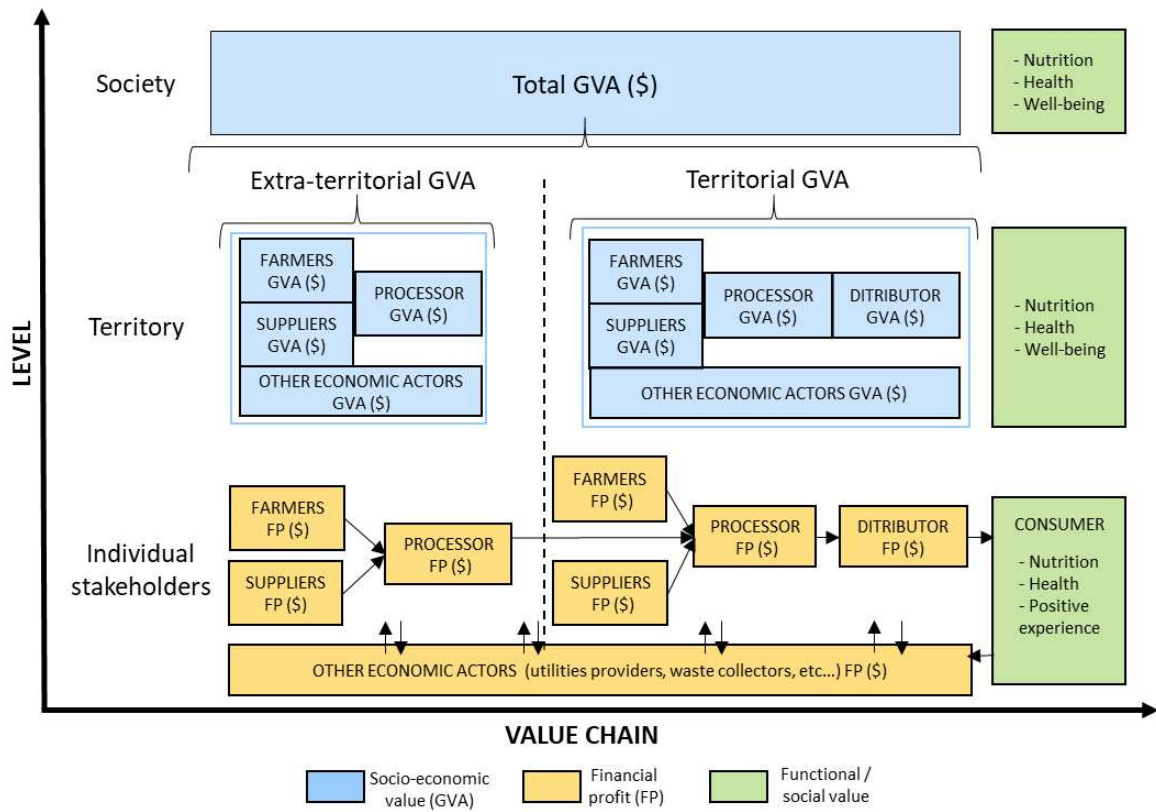 Society
Total GVA ($)
- Nutrition
- Health
- Well-being
Extra-territorial GVA
Territorial GVA
LEVEL
Territory
FARMERS
GVA ($)
SUPPLIERS
GVA ($)
PROCESSOR
GVA ($)
OTHER ECONOMIC ACTORS
GVA ($)
FARMERS
GVA ($)
SUPPLIERS
GVA ($)
PROCESSOR
GVA ($)
DITRIBUTOR
GVA ($)
OTHER ECONOMIC ACTORS GVA ($)
- Nutrition
- Health
- Well-being
Individual
stakeholders
FARMERS
FP ($)
SUPPLIERS
FP ($)
PROCESSOR
FP ($)
FARMERS
FP ($)
SUPPLIERS
FP ($)
PROCESSOR
FP ($)
DITRIBUTOR
FP ($)
CONSUMER
- Nutrition
- Health
- Positive
experience
OTHER ECONOMIC ACTORS (utilities providers, waste collectors, etc...) FP ($)
VALUE CHAIN
Socio-economic
value (GVA)
Financial
profit (FP)
Functional /
social value